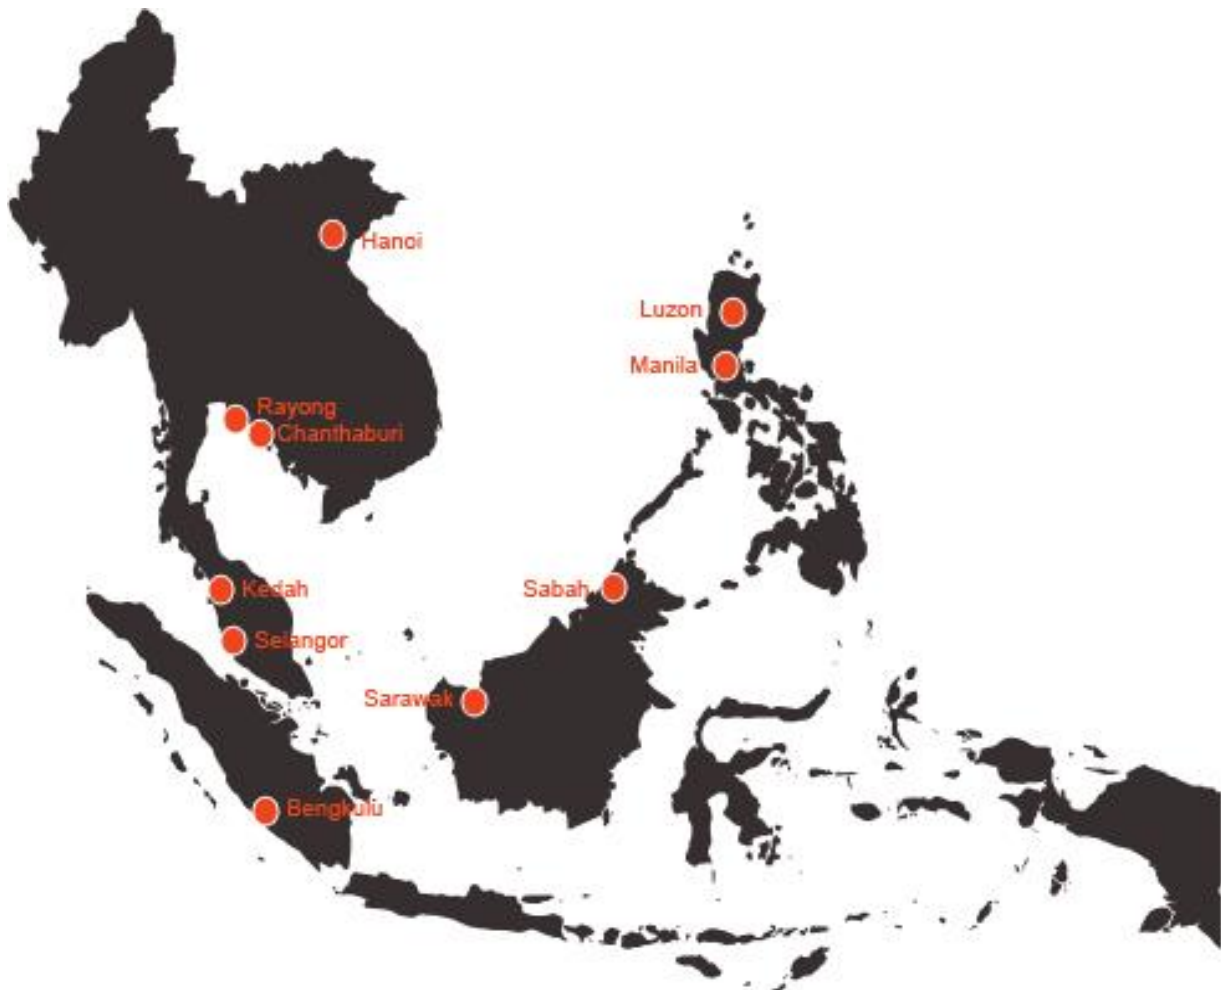 Hanoi
Luzon
Manila
Rayong
Chanthaburi
Kedah
Sabah
Selangor
Sarawak
Bengkulu